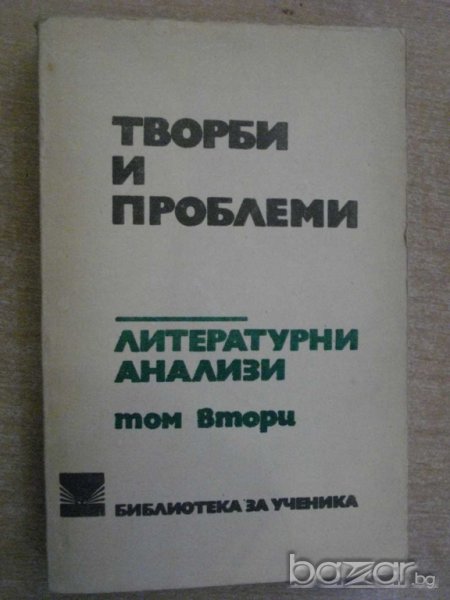 ТВОРБИ
И
ПРОБЛЕМИ
ЛИТЕРАТУРНИ
АНАЛИЗИ
том втори
БИБЛИОТЕКА ЗА УЧЕНИКА
bazar.bg